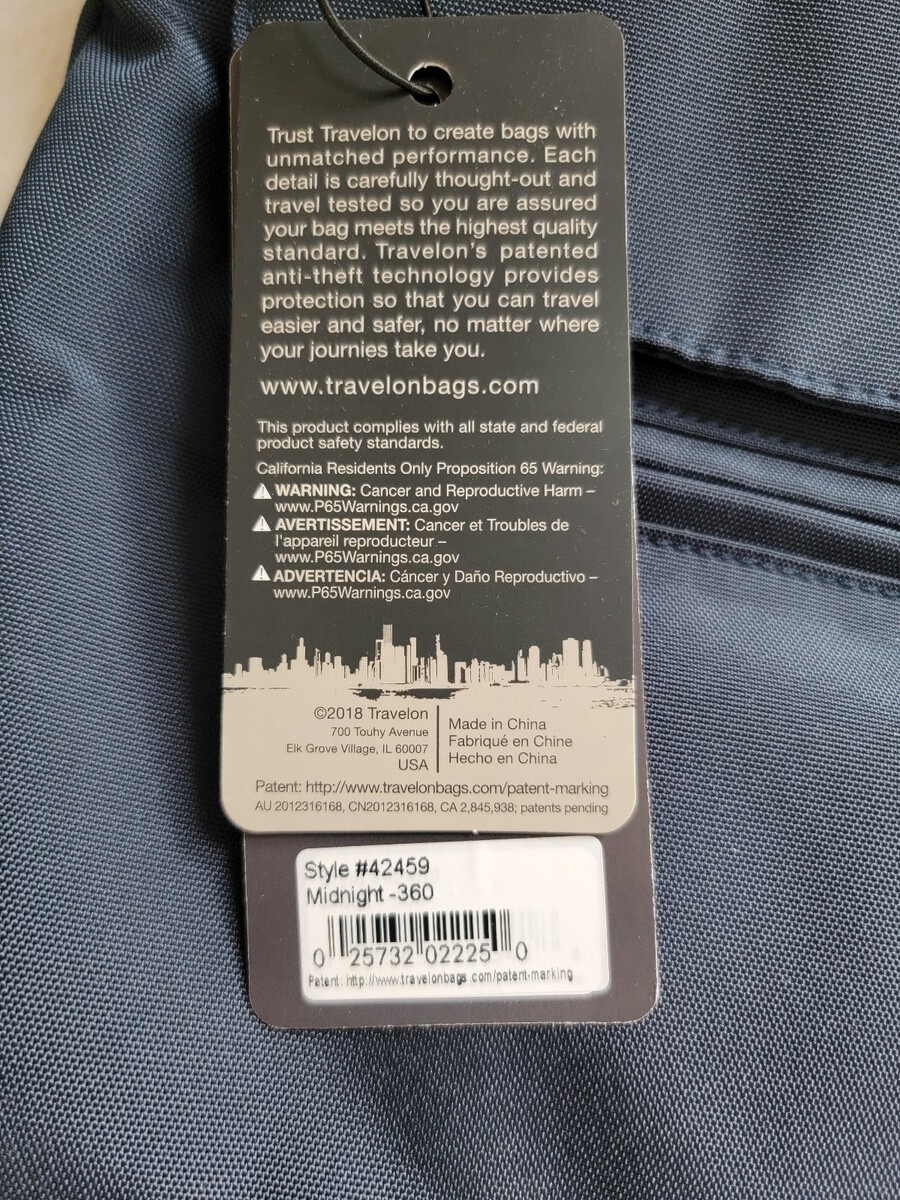 Trust Travelon to create bags with
unmatched performance. Each
detail is carefully thought-out and
travel tested so you are assured
your bag meets the highest quality
standard. Travelon's patented
anti-theft technology provides
protection so that you can travel
easier and safer, no matter where
your journies take you.
www.travelonbags.com
This product complies with all state and federal
product safety standards.
California Residents Only Proposition 65 Warning:
WARNING: Cancer and Reproductive Harm –
www.P65Warnings.ca.gov
AVERTISSEMENT: Cancer et Troubles de
l'appareil reproducteur –
www.P65Warnings.ca.gov
ADVERTENCIA: Cáncer y Daño Reproductivo –
www.P65Warnings.ca.gov
©2018 Travelon
700 Touhy Avenue
Elk Grove Village, IL 60007
USA
Made in China
Fabriqué en Chine
Hecho en China
Patent: http://www.travelonbags.com/patent-marking
AU 2012316168, CN2012316168, CA 2,845,938; patents pending
Style #42459
Midnight -360
0 25732 02225 0
Patent: http://www.travelonbags.com/patent-marking